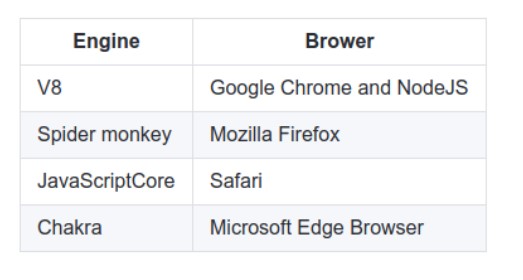 Engine Brower
V8 Google Chrome and NodeJS
Spider monkey Mozilla Firefox
JavaScriptCore Safari
Chakra Microsoft Edge Browser